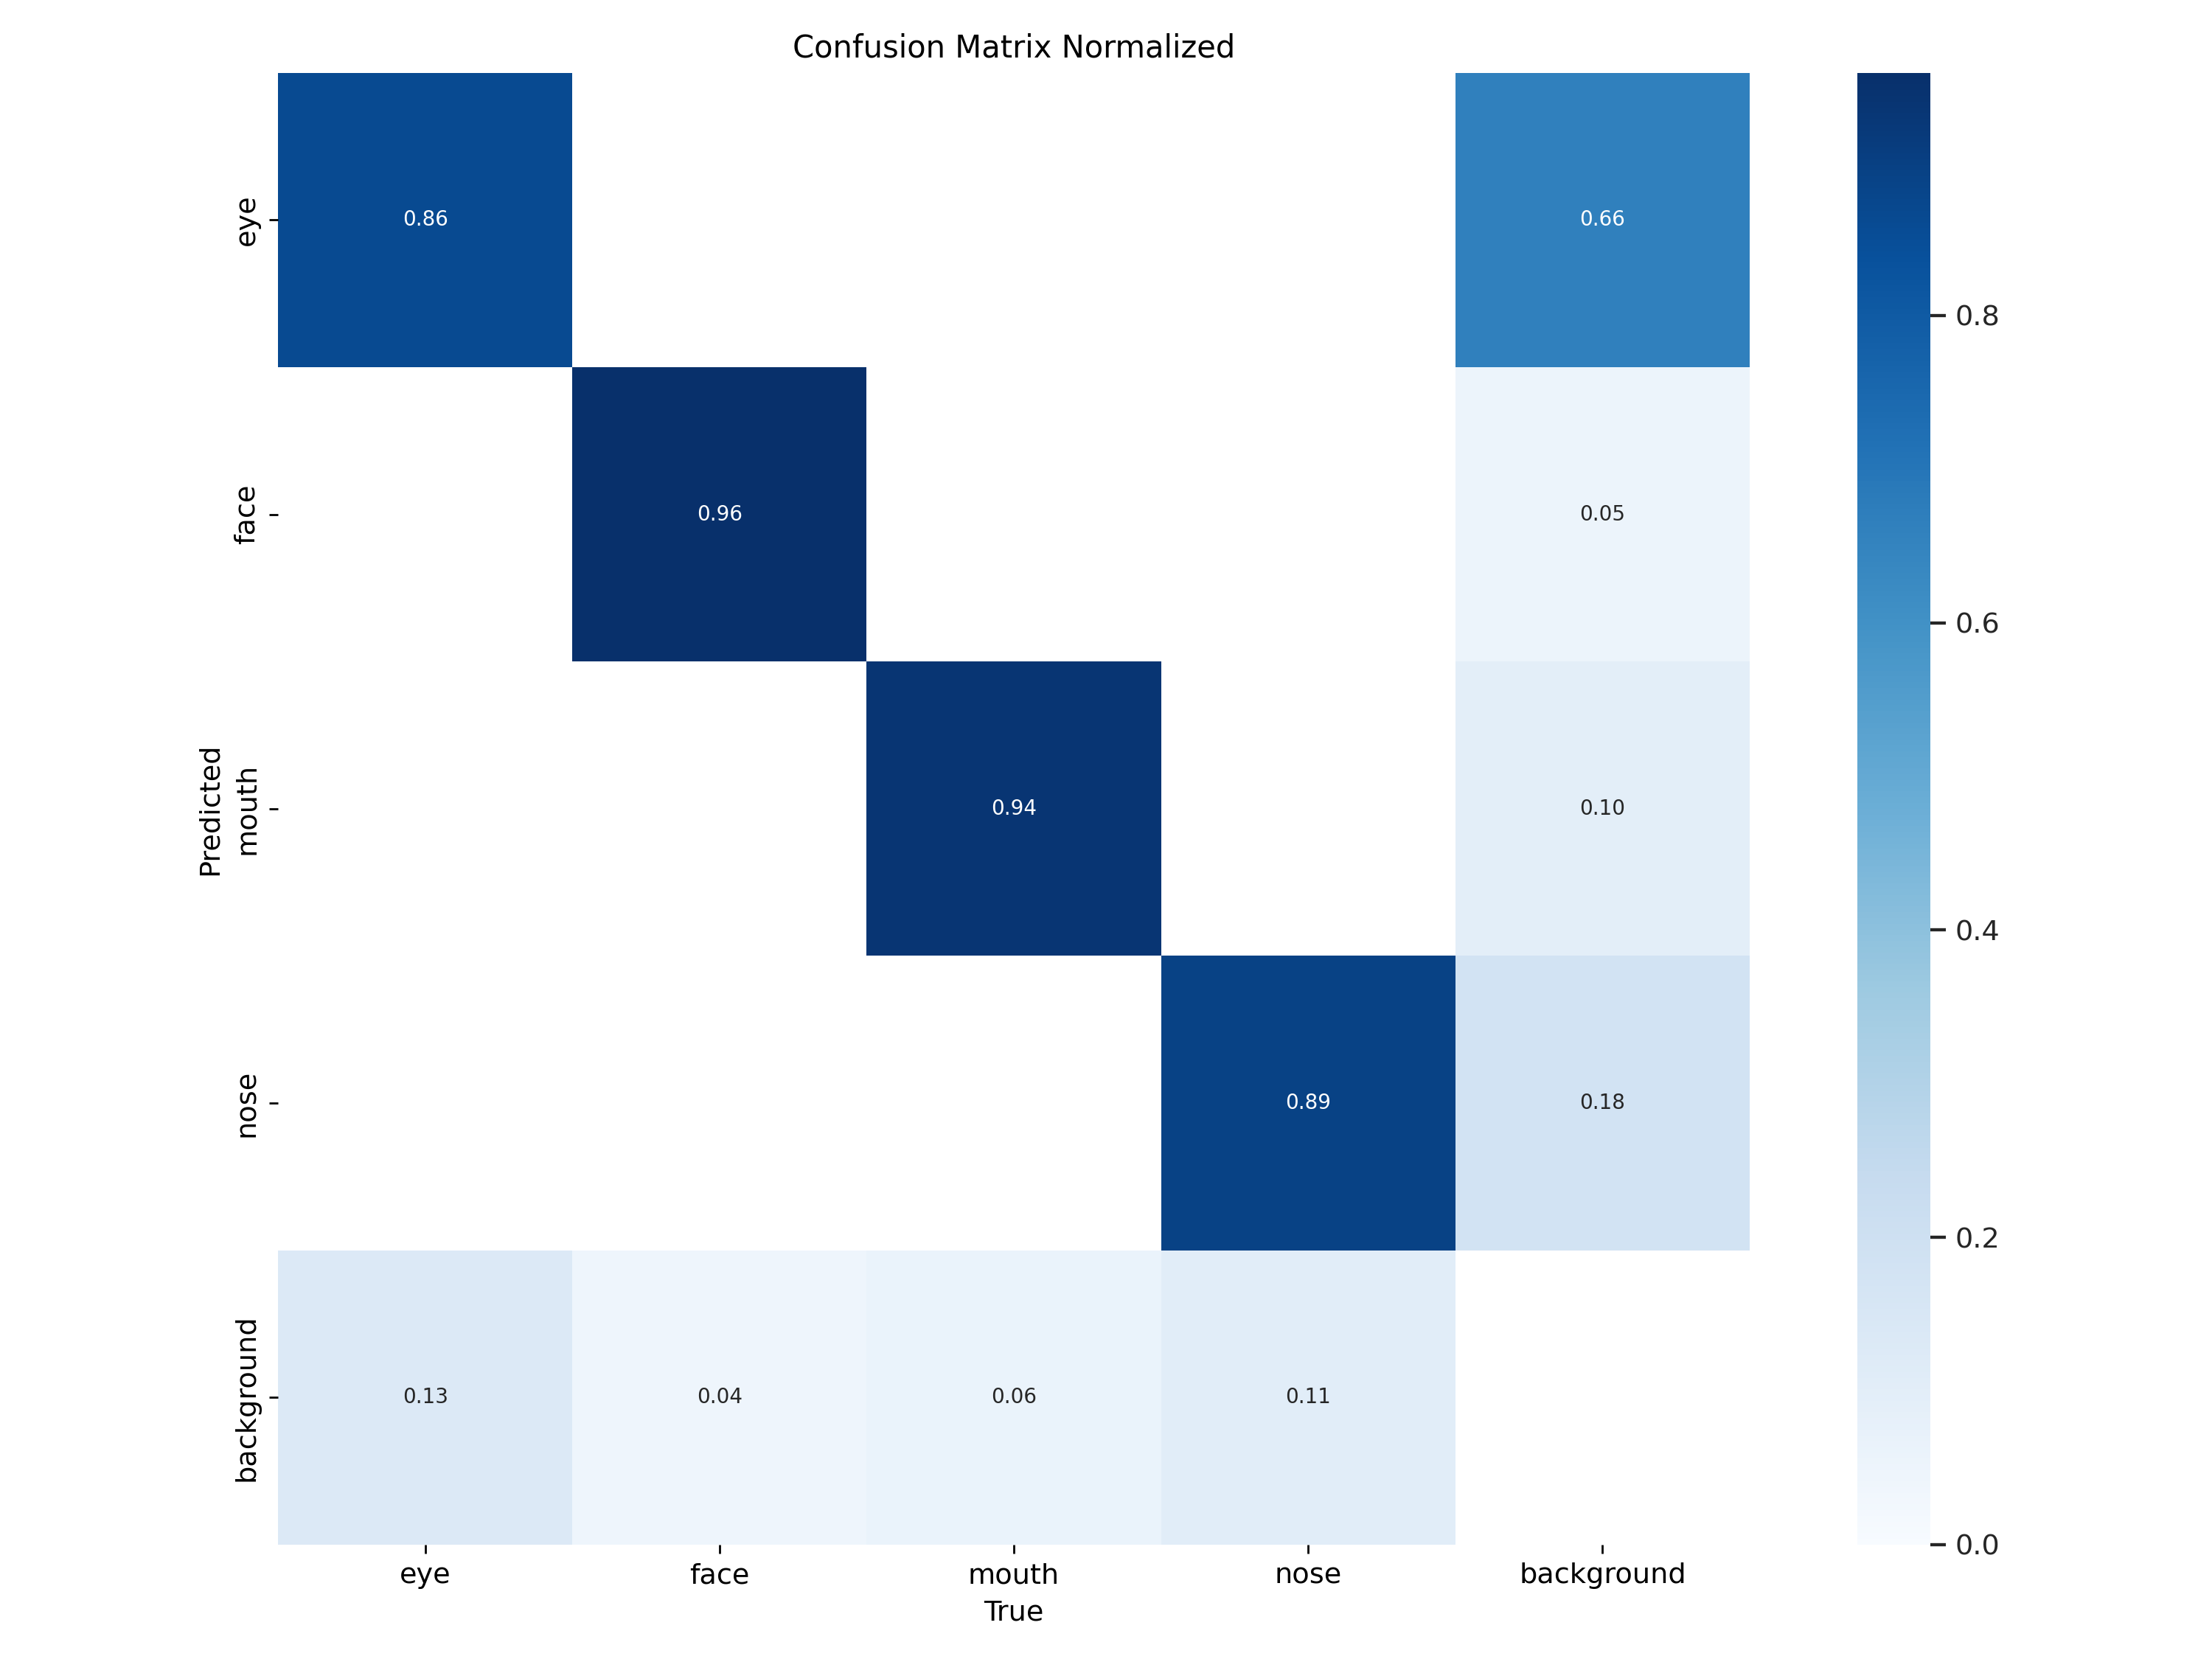 Confusion Matrix Normalized
eye
0.86
0.66
0.8
face
0.96
0.05
0.6
Predicted
mouth
0.94
0.10
0.4
nose
0.89
0.18
0.2
background
0.13
0.04
0.06
0.11
0.0
eye
face
mouth
nose
background
True